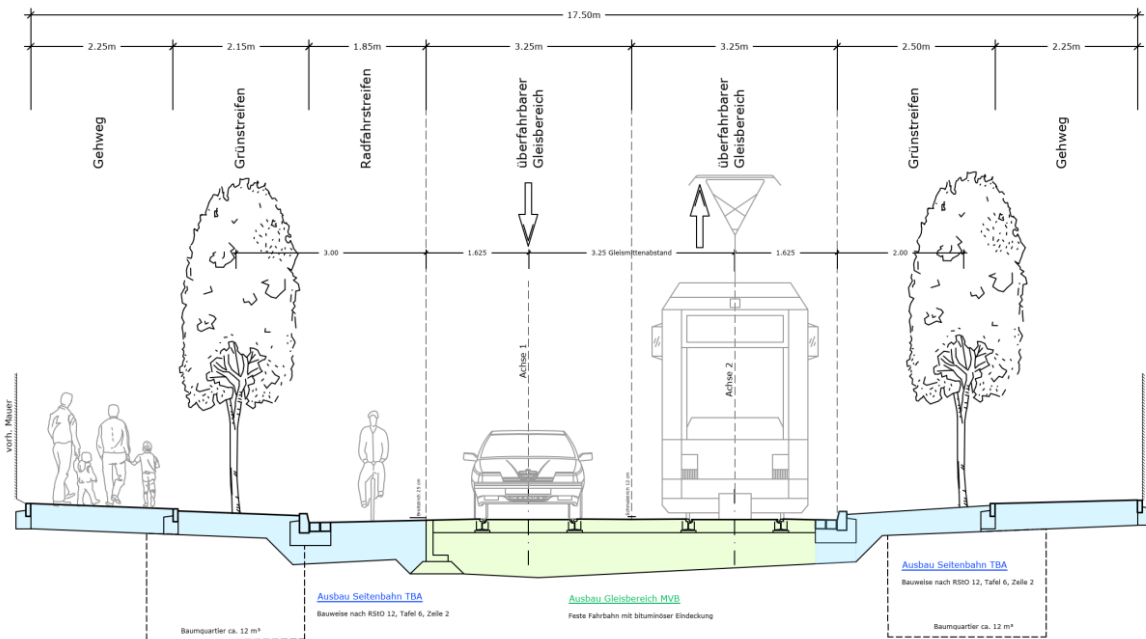 17.50m
2.25m
2.15m
1.85m
3.25m
3.25m
2.50m
2.25m
Gehweg
Grünstreifen
Radfahrstreifen
überfahrbarer
Gleisbereich
überfahrbarer
Gleisbereich
Grünstreifen
Gehweg
3.00
1.625
3.25 Gleismittenabstand
1.625
2.00
Achse 1
Achse 2
vorh. Mauer
Ausbau Seitenbahn TBA
Bauweise nach RStO 12, Tafel 6, Zeile 2
Ausbau Gleisbereich MVB
Feste Fahrbahn mit bituminöser Eindeckung
Ausbau Seitenbahn TBA
Bauweise nach RStO 12, Tafel 6, Zeile 2
Baumquartier ca. 12 m³
Baumquartier ca. 12 m³